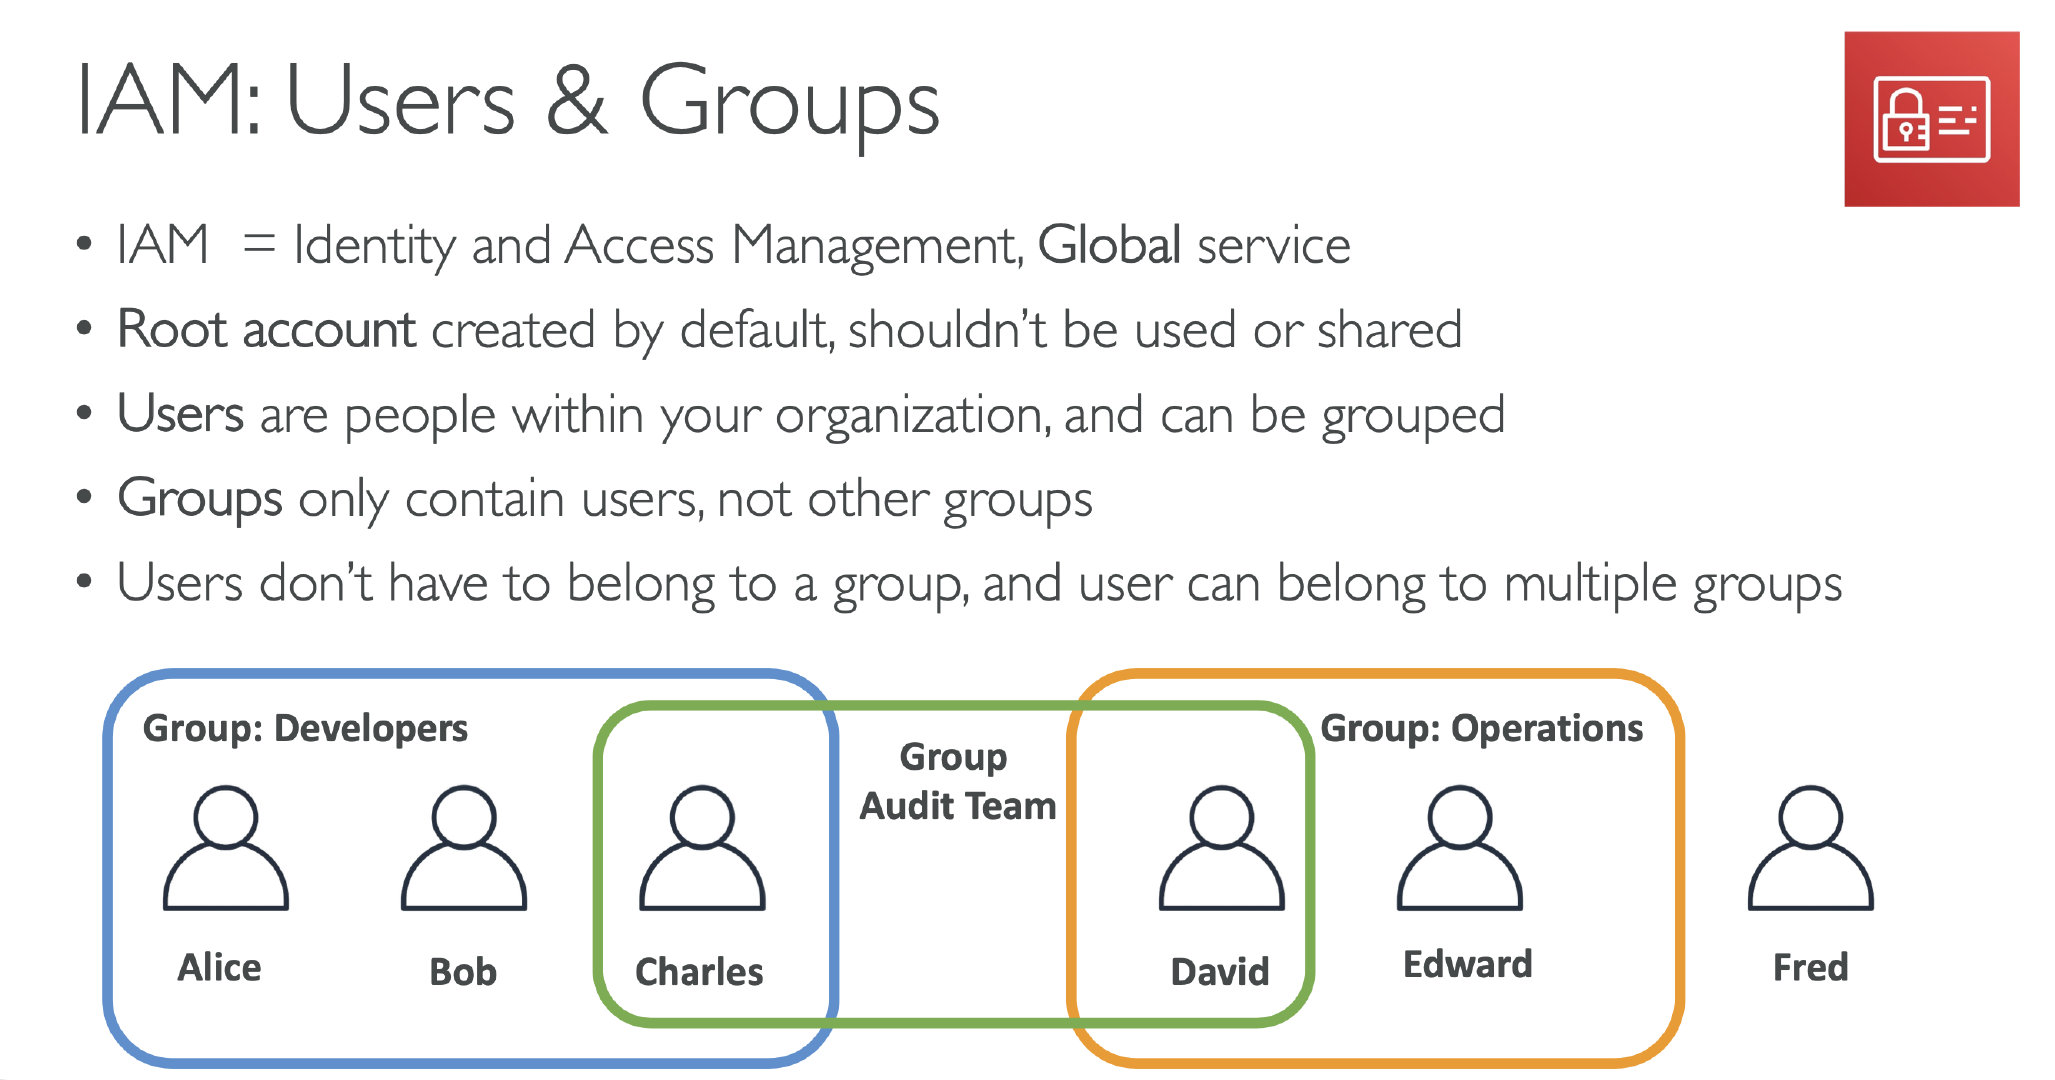 IAM: Users & Groups
• IAM = Identity and Access Management, Global service
• Root account created by default, shouldn't be used or shared
• Users are people within your organization, and can be grouped
• Groups only contain users, not other groups
• Users don't have to belong to a group, and user can belong to multiple groups
Group: Developers
Group
Audit Team
Group: Operations
Alice
Bob
Charles
David
Edward
Fred